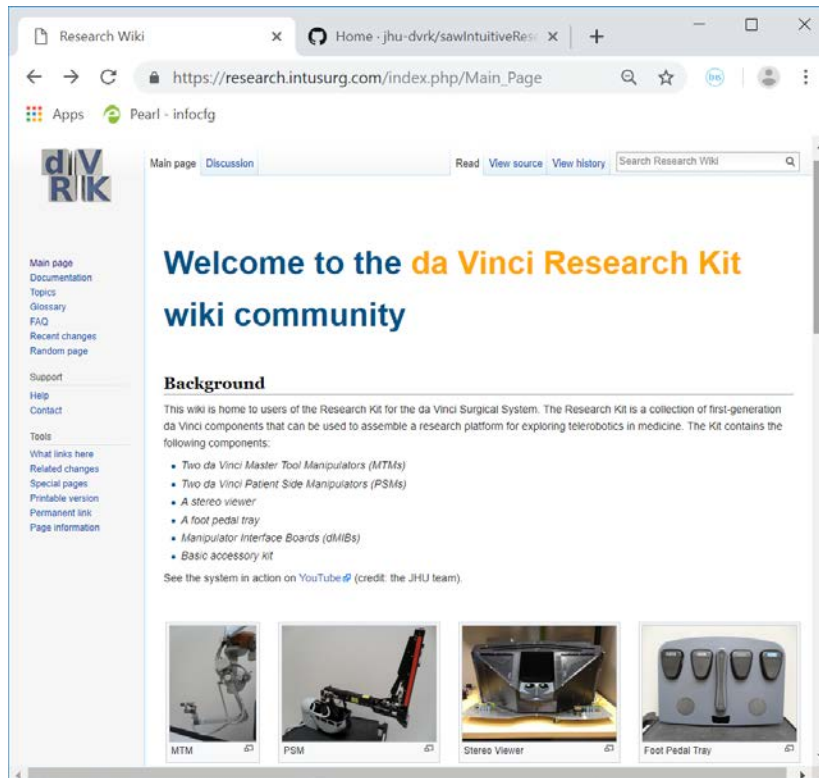 Research Wiki
Home · jhu-dvrk/sawIntuitiveRese
https://research.intusurg.com/index.php/Main_Page
Apps
Pearl - infocfg
dV
RK
Main page
Discussion
Read
View source
View history
Search Research Wiki
Main page
Documentation
Topics
Glossary
FAQ
Recent changes
Random page
Support
Help
Contact
Tools
What links here
Related changes
Special pages
Printable version
Permanent link
Page information
Welcome to the da Vinci Research Kit
wiki community
Background
This wiki is home to users of the Research Kit for the da Vinci Surgical System. The Research Kit is a collection of first-generation
da Vinci components that can be used to assemble a research platform for exploring telerobotics in medicine. The Kit contains the
following components:
• Two da Vinci Master Tool Manipulators (MTMs)
• Two da Vinci Patient Side Manipulators (PSMs)
• A stereo viewer
• A foot pedal tray
• Manipulator Interface Boards (dMIBs)
• Basic accessory kit
See the system in action on YouTube (credit: the JHU team).
MTM
PSM
Stereo Viewer
Foot Pedal Tray